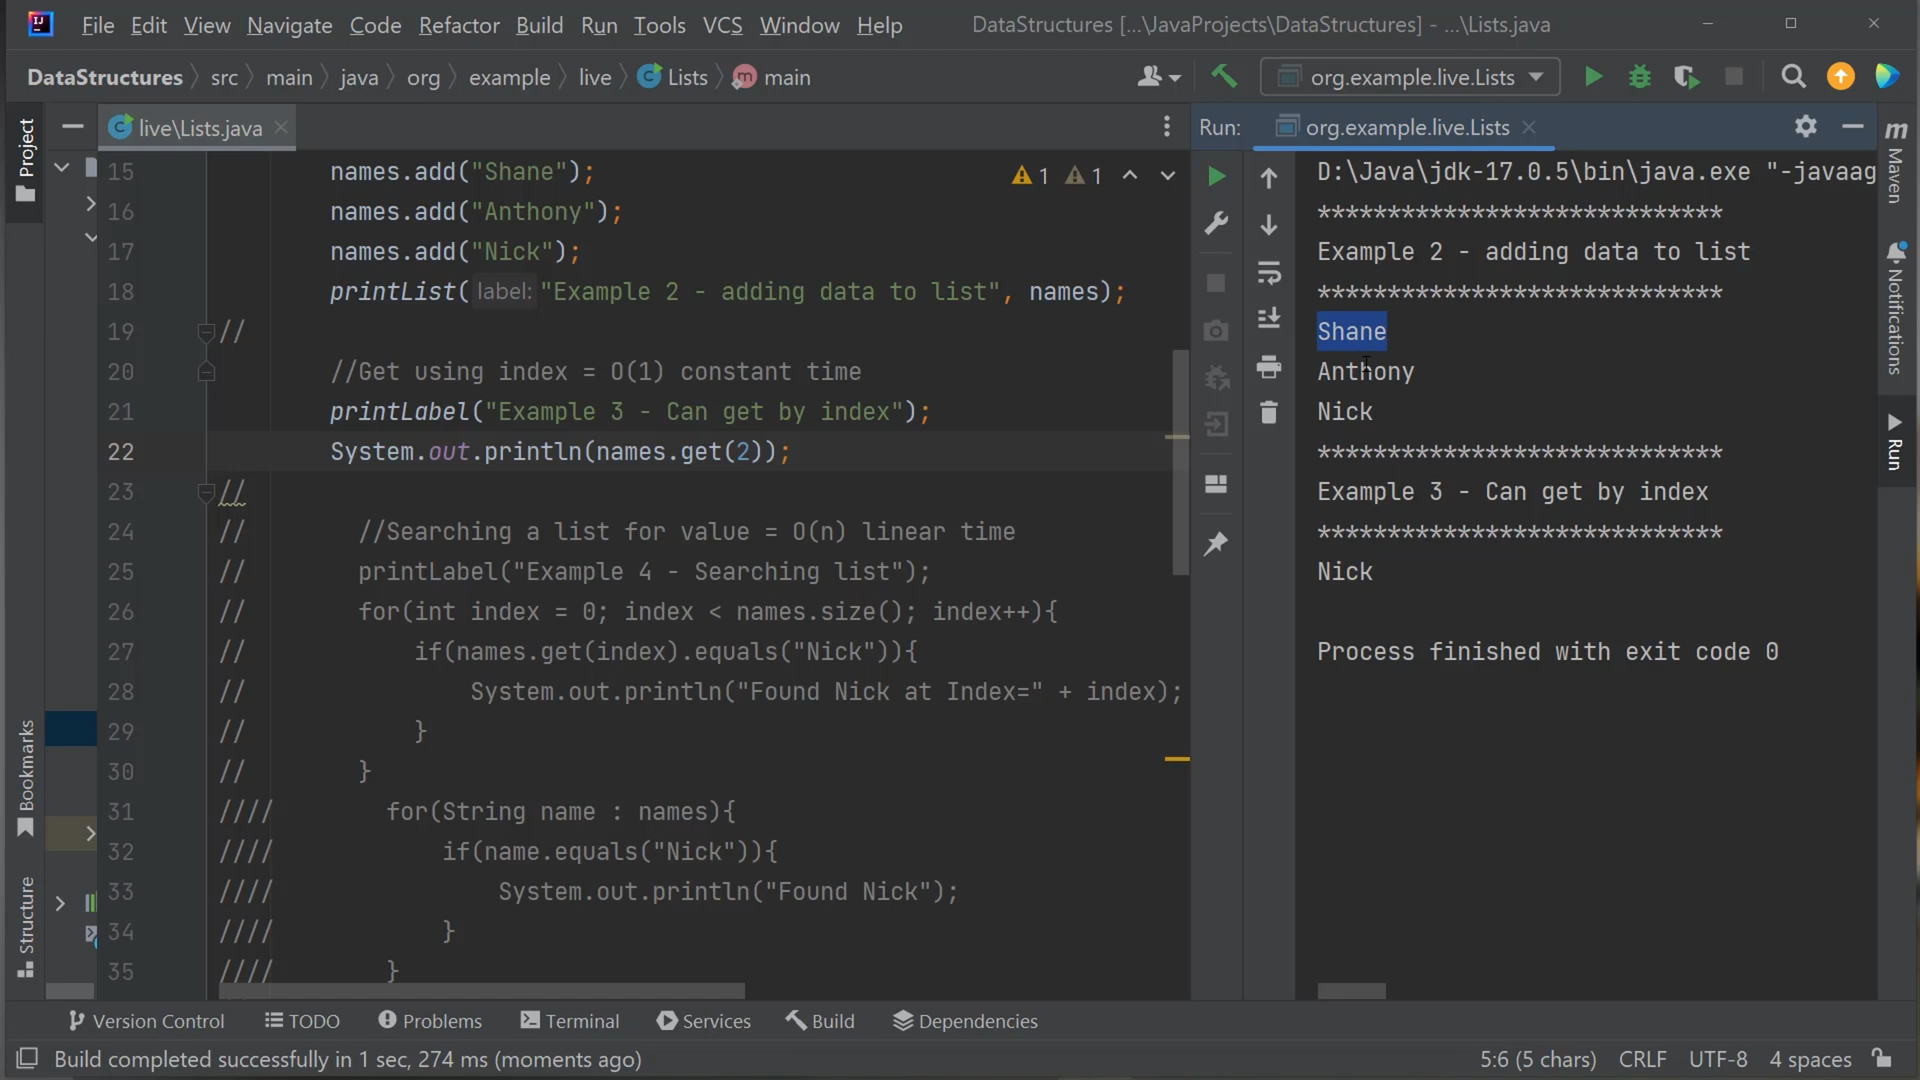 File Edit View Navigate Code Refactor Build Run Tools VCS Window Help DataStructures [...\JavaProjects\DataStructures] - ...\Lists.java
DataStructures src main java org example live Lists main org.example.live.Lists
Project
live\Lists.java
Run: org.example.live.Lists
Maven
Notifications
Run
Bookmarks
Structure
15 names.add("Shane"); 1 1
16 names.add("Anthony");
17 names.add("Nick");
18 printList( label: "Example 2 - adding data to list", names);
19 //
20 //Get using index = O(1) constant time
21 printLabel("Example 3 - Can get by index");
22 System.out.println(names.get(2));
23 //
24 // //Searching a list for value = O(n) linear time
25 // printLabel("Example 4 - Searching list");
26 // for(int index = 0; index < names.size(); index++){
27 // if(names.get(index).equals("Nick")){
28 // System.out.println("Found Nick at Index=" + index);
29 // }
30 // }
31 //// for(String name : names){
32 //// if(name.equals("Nick")){
33 //// System.out.println("Found Nick");
34 //// }
35 //// }
D:\Java\jdk-17.0.5\bin\java.exe "-javaag
*****************************
Example 2 - adding data to list
*****************************
Shane
Anthony
Nick
*****************************
Example 3 - Can get by index
*****************************
Nick
Process finished with exit code 0
Version Control TODO Problems Terminal Services Build Dependencies
Build completed successfully in 1 sec, 274 ms (moments ago) 5:6 (5 chars) CRLF UTF-8 4 spaces